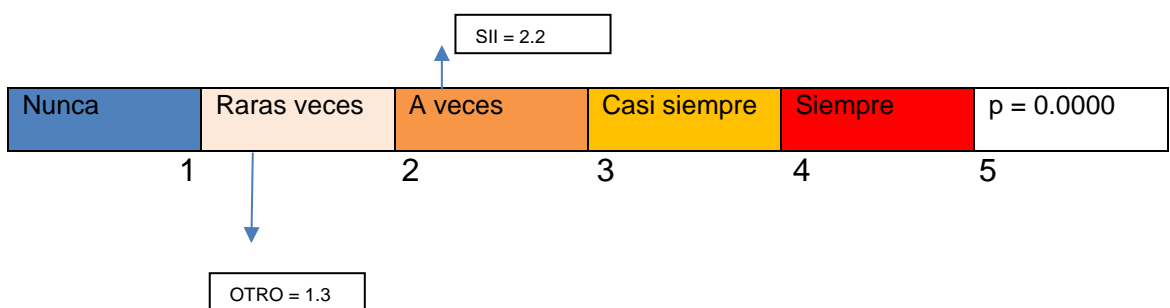 SII = 2.2
Nunca Raras veces A veces Casi siempre Siempre p = 0.0000
1 2 3 4 5
OTRO = 1.3